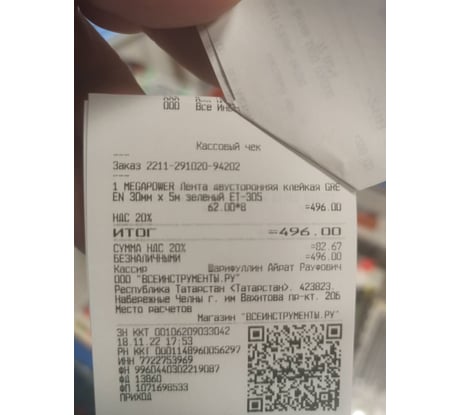 ООО Все Ин
Кассовый чек
Заказ 2211-291020-94202
1 MEGAPOWER Лента двусторонняя клейкая GRE
EN 30мм x 5м зеленый ET-305
62.00*8 =496.00
НДС 20%
ИТОГ =496.00
СУММА НДС 20% =82.67
БЕЗНАЛИЧНЫМИ =496.00
Кассир Шарифуллин Айрат Рауфович
ООО "ВСЕИНСТРУМЕНТЫ.РУ"
Республика Татарстан <Татарстан>. 423823.
Набережные Челны г. им Вахитова пр-кт. 20Б
Место расчетов
Магазин "ВСЕИНСТРУМЕНТЫ.РУ"
ЗН ККТ 00106209033042
18.11.22 17:53
РН ККТ 0001148960056297
ИНН 7722753969
ФН 9960440302219087
ФД 13860
ФП 1071698533
ПРИХОД